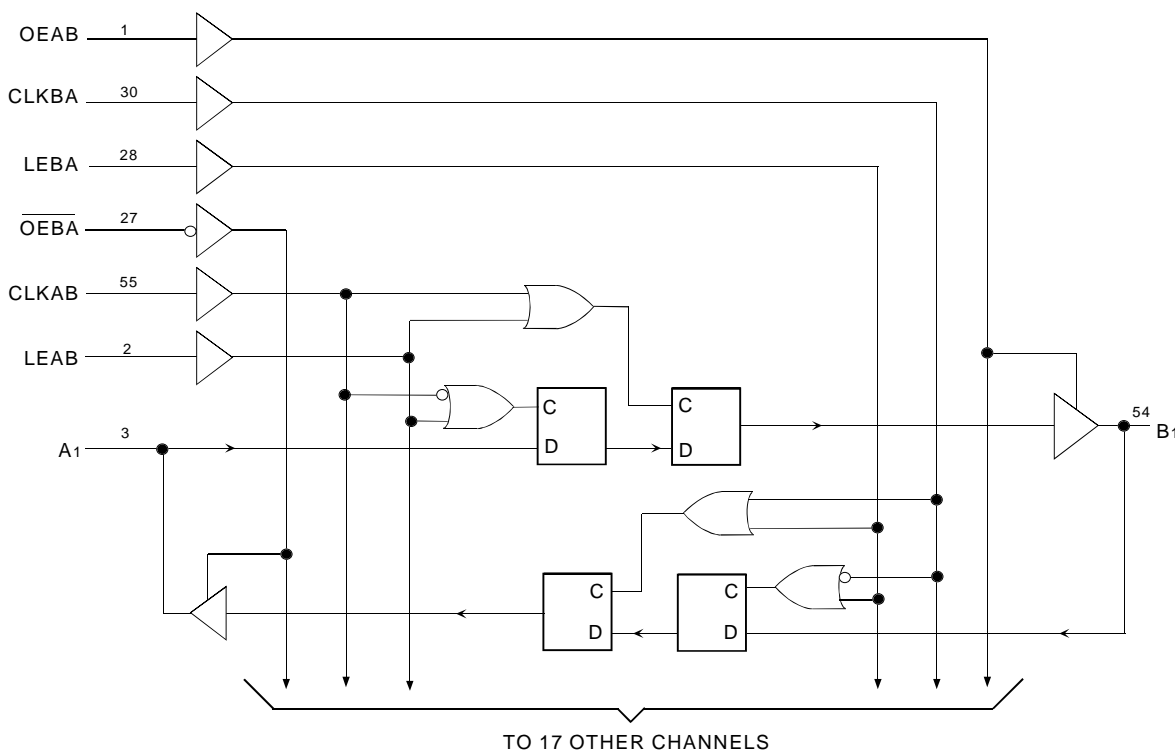 OEAB 1
CLKBA 30
LEBA 28
OEBA 27
CLKAB 55
LEAB 2
C
C
A1 3
D
D
54
B1
C
C
D
D
TO 17 OTHER CHANNELS